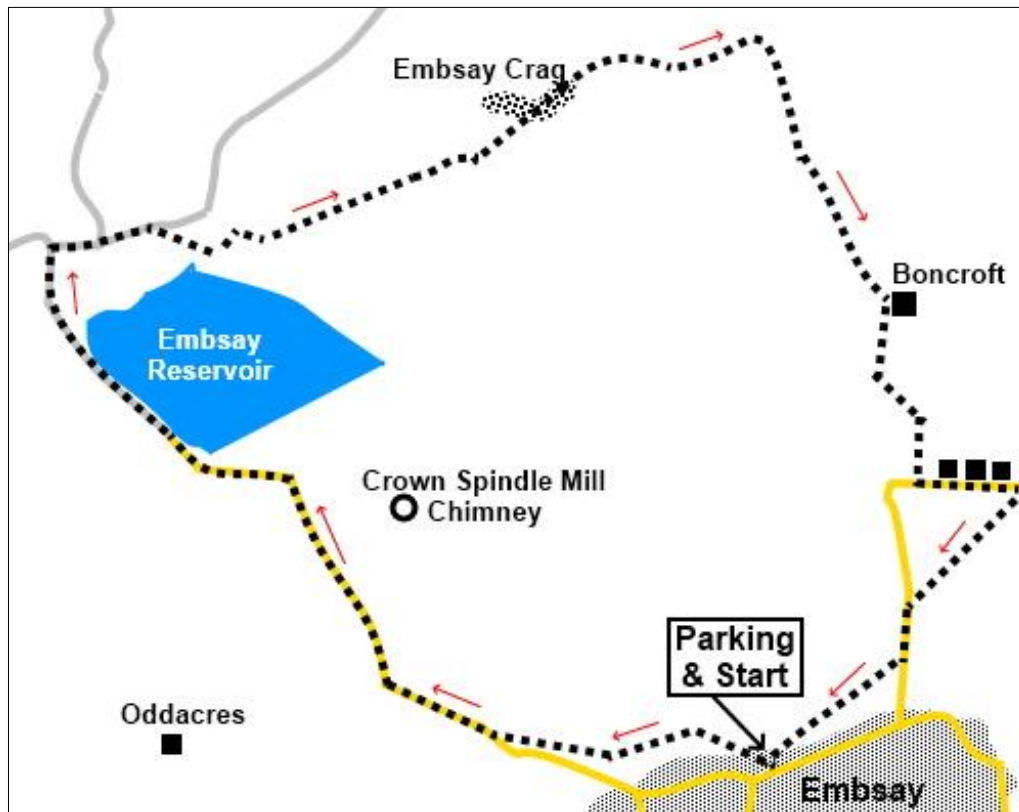 Embsay Crag
Boncroft
Embsay
Reservoir
Crown Spindle Mill
Chimney
Parking
& Start
Oddacres
Embsay